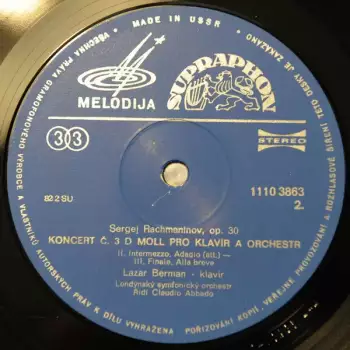 MADE IN USSR
VŠECHNA PRÁVA GRAMOFONOVÉHO VÝROBCE A VLASTNÍKŮ AUTORSKÝCH PRÁV K DÍLU VYHRAZENA POŘIZOVÁNÍ KOPIÍ, VEŘEJNÉ PROVOZOVÁNÍ A ROZHLASOVÉ ŠÍŘENÍ TÉTO DESKY JE ZAKÁZÁNO
MELODIJA
SUPRAPHON
33
STEREO
82 2 SU
1110 3863
2.
Sergej Rachmaninov, op. 30
KONCERT Č. 3 D MOLL PRO KLAVÍR A ORCHESTR
II. Intermezzo, Adagio (att.) —
III. Finale, Alla breve
Lazar Berman - klavír
Londýnský symfonický orchestr
Řídí Claudio Abbado